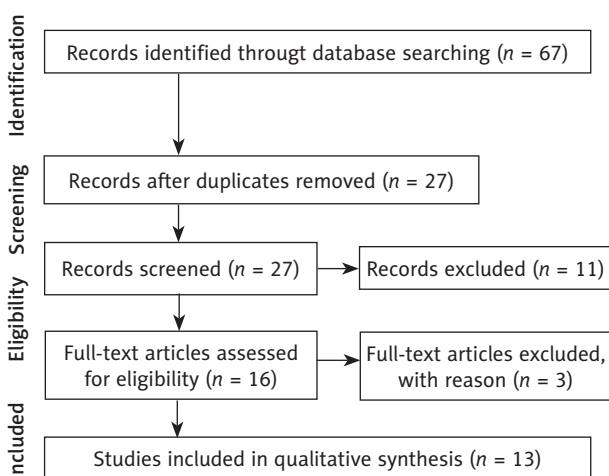 Identification
Records identified througt database searching (n = 67)
Screening
Records after duplicates removed (n = 27)
Records screened (n = 27)
Records excluded (n = 11)
Eligibility
Full-text articles assessed
for eligibility (n = 16)
Full-text articles excluded,
with reason (n = 3)
ncluded
Studies included in qualitative synthesis (n = 13)